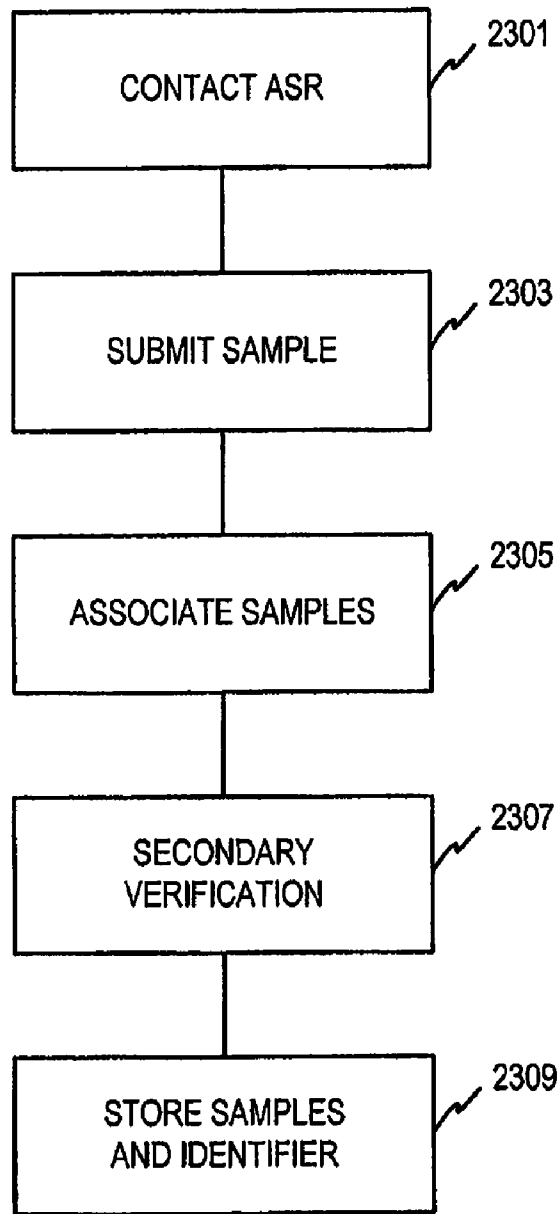 2301
CONTACT ASR
2303
SUBMIT SAMPLE
2305
ASSOCIATE SAMPLES
2307
SECONDARY
VERIFICATION
2309
STORE SAMPLES
AND IDENTIFIER